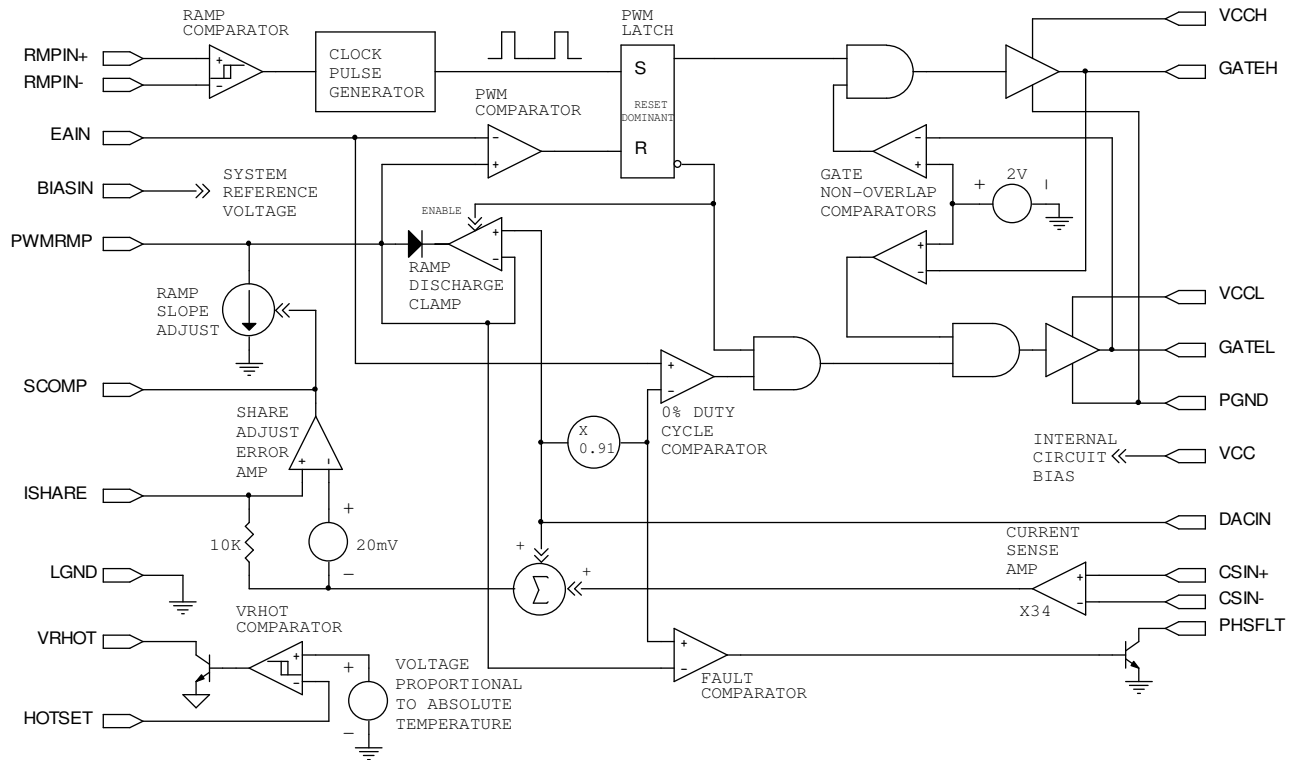 RAMP
COMPARATOR
RMPIN+
RMPIN-
+
−
CLOCK
PULSE
GENERATOR
PWM
LATCH
S
RESET
DOMINANT
R
VCCH
GATEH
PWM
COMPARATOR
−
+
EAIN
BIASIN
SYSTEM
REFERENCE
VOLTAGE
−
+
GATE
NON-OVERLAP
COMPARATORS
+
2V
−
ENABLE
+
−
RAMP
DISCHARGE
CLAMP
PWMRMP
+
−
RAMP
SLOPE
ADJUST
VCCL
GATEL
PGND
SCOMP
+
−
0% DUTY
CYCLE
COMPARATOR
SHARE
ADJUST
ERROR
AMP
+
−
X
0.91
INTERNAL
CIRCUIT
BIAS
VCC
ISHARE
10K
+
20mV
−
DACIN
+
Σ
+
CURRENT
SENSE
AMP
X34
+
−
CSIN+
CSIN-
LGND
VRHOT
COMPARATOR
VRHOT
+
−
HOTSET
+
−
VOLTAGE
PROPORTIONAL
TO ABSOLUTE
TEMPERATURE
+
−
FAULT
COMPARATOR
PHSFLT